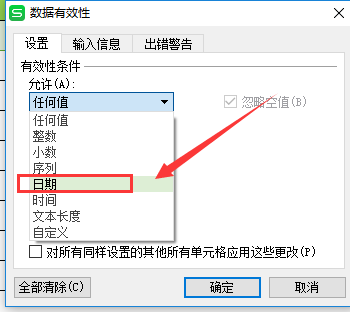 数据有效性
设置 输入信息 出错警告
有效性条件
允许(A):
任何值 忽略空值(B)
任何值
整数
小数
序列
日期
时间
文本长度
自定义
对所有同样设置的其他所有单元格应用这些更改(P)
全部清除(C) 确定 取消